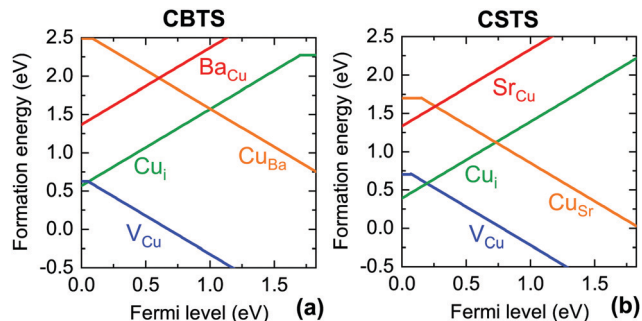 CBTS
Formation energy (eV)
2.5
2.0
1.5
1.0
0.5
0.0
-0.5
Ba_Cu
Cu_i
Cu_Ba
V_Cu
0.0 0.5 1.0 1.5
Fermi level (eV)
(a)
CSTS
Formation energy (eV)
2.5
2.0
1.5
1.0
0.5
0.0
-0.5
Sr_Cu
Cu_i
Cu_Sr
V_Cu
0.0 0.5 1.0 1.5
Fermi level (eV)
(b)